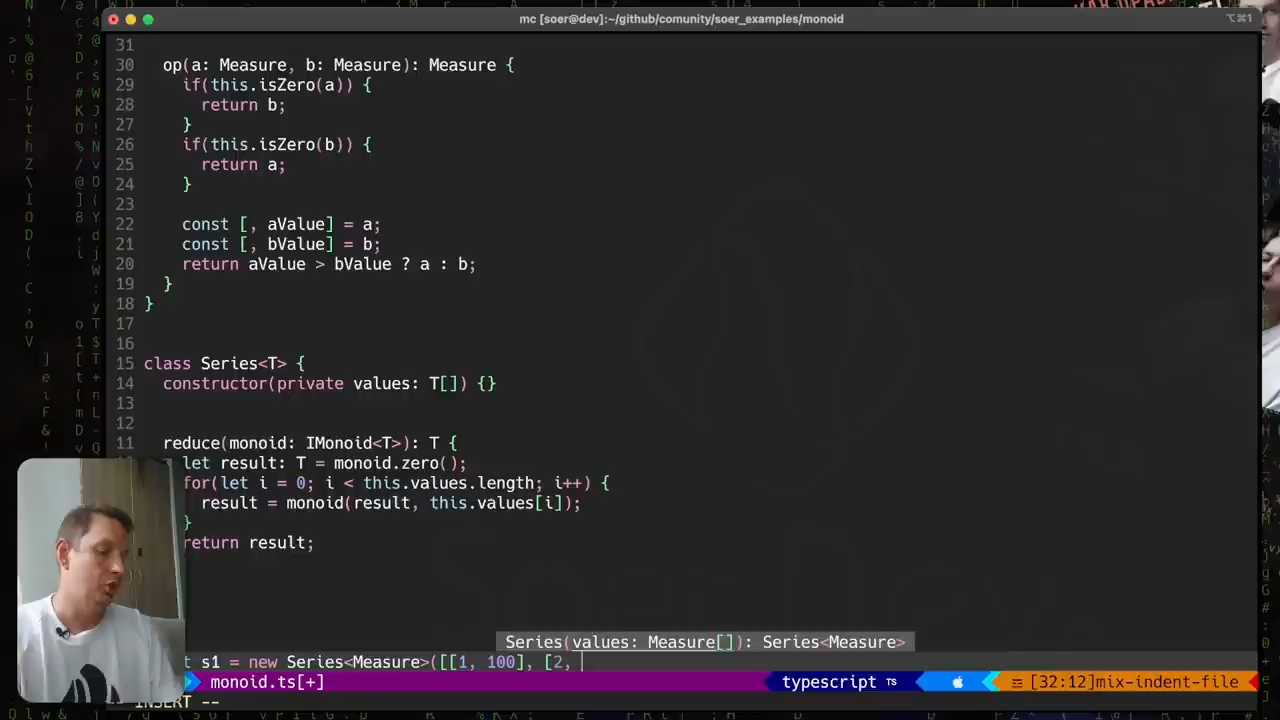 mc [soer@dev]:~/github/comunity/soer_examples/monoid
⌥⌘1
31
30 op(a: Measure, b: Measure): Measure {
29 if(this.isZero(a)) {
28 return b;
27 }
26 if(this.isZero(b)) {
25 return a;
24 }
23
22 const [, aValue] = a;
21 const [, bValue] = b;
20 return aValue > bValue ? a : b;
19 }
18 }
17
16
15 class Series<T> {
14 constructor(private values: T[]) {}
13
12
11 reduce(monoid: IMonoid<T>): T {
let result: T = monoid.zero();
for(let i = 0; i < this.values.length; i++) {
result = monoid(result, this.values[i]);
}
return result;
Series(values: Measure[]): Series<Measure>
t s1 = new Series<Measure>([[1, 100], [2,
monoid.ts[+] typescript TS ≡ [32:12]mix-indent-file
INSERT --